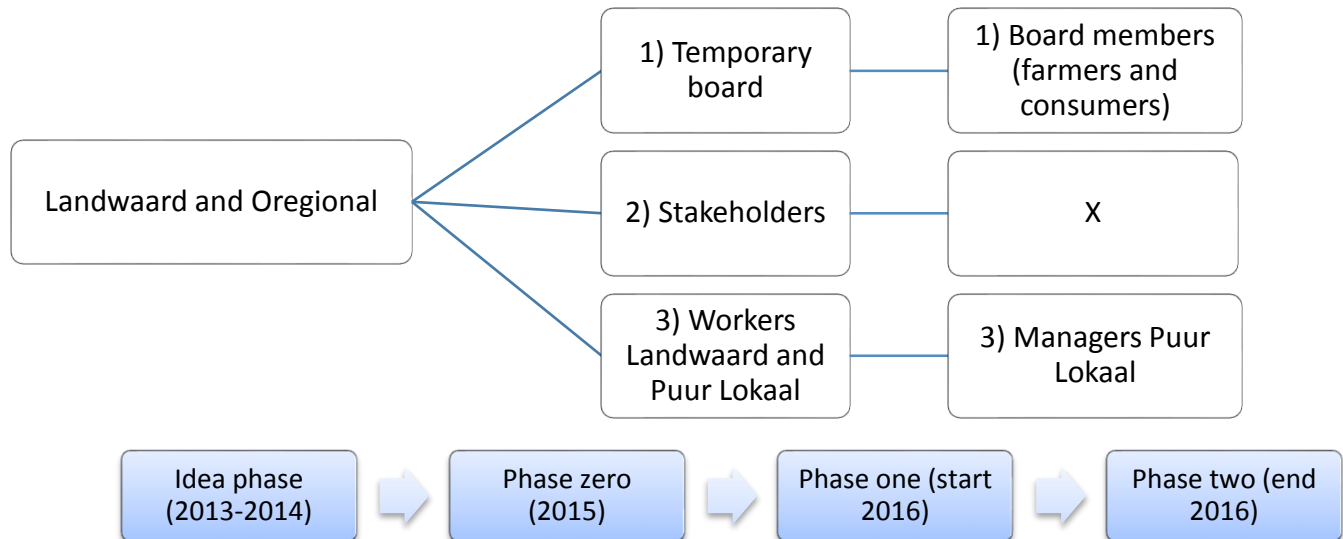 Landwaard and Oregional
1) Temporary
board
1) Board members
(farmers and
consumers)
2) Stakeholders
X
3) Workers
Landwaard and
Puur Lokaal
3) Managers Puur
Lokaal
Idea phase
(2013-2014)
Phase zero
(2015)
Phase one (start
2016)
Phase two (end
2016)